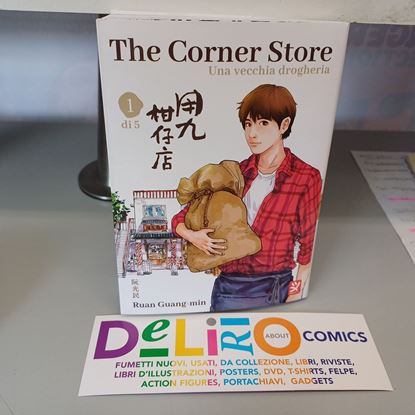 The Corner Store
Una vecchia drogheria
1
di 5
用九
柑仔店
阮光民
Ruan Guang-min
DeLiRiO ABOUT COMICS
FUMETTI NUOVI, USATI, DA COLLEZIONE, LIBRI, RIVISTE,
LIBRI D'ILLUSTRAZIONI, POSTERS, DVD, T-SHIRTS, FELPE,
ACTION FIGURES, PORTACHIAVI, GADGETS